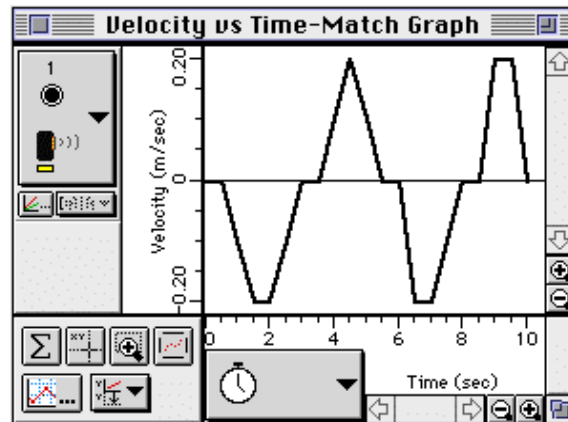 Velocity vs Time-Match Graph
1
0.20
0
-0.20
Velocity (m/sec)
0 2 4 6 8 10
Time (sec)
Σ
XY
...